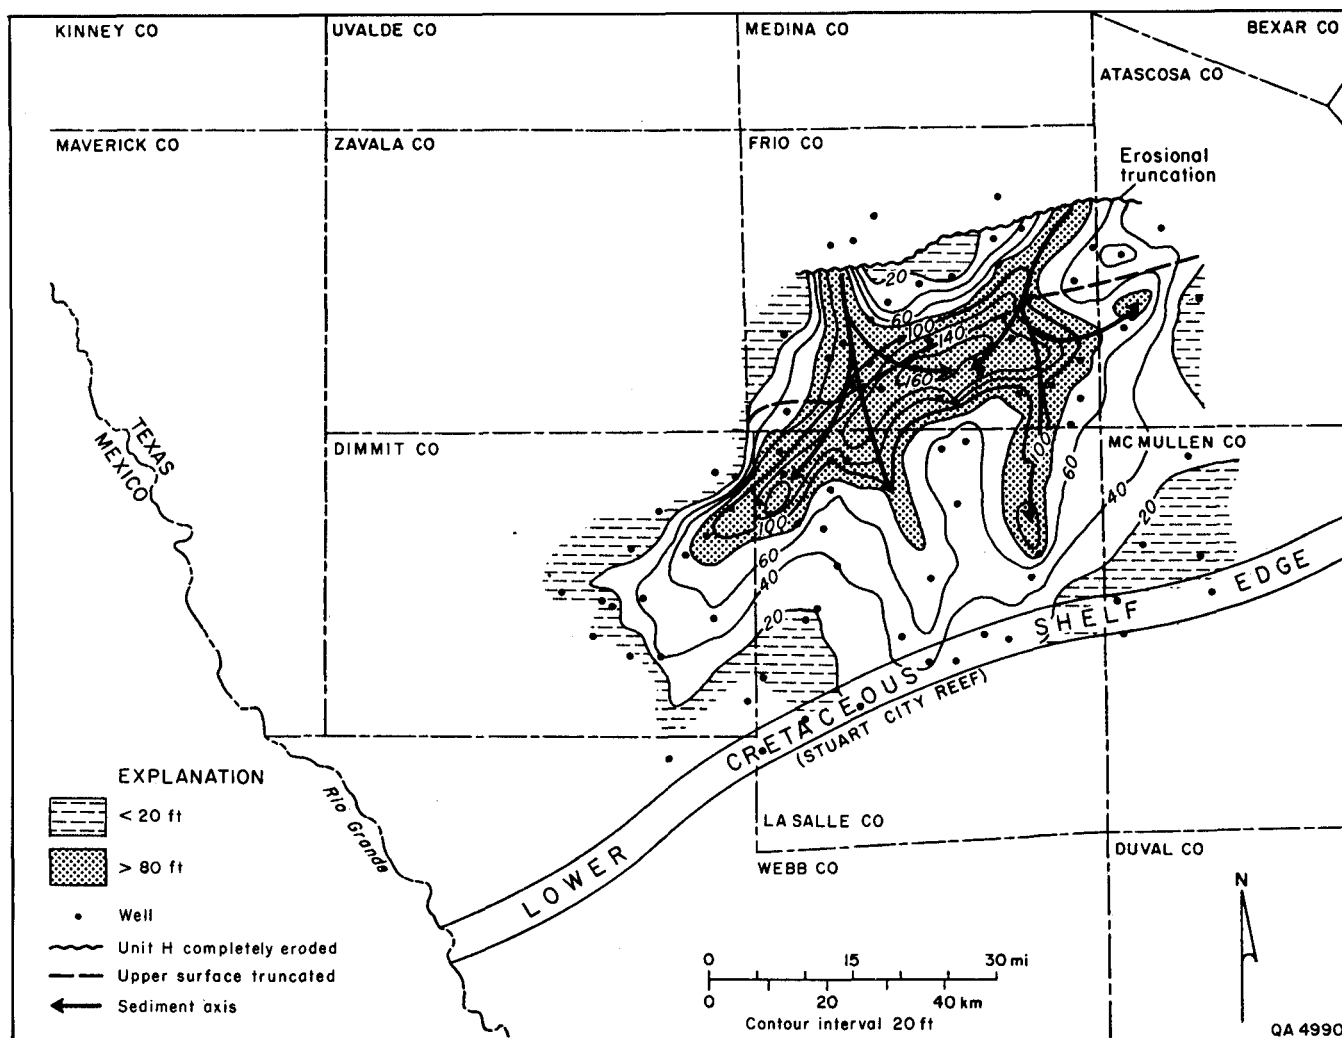 KINNEY CO
UVALDE CO
MEDINA CO
BEXAR CO
ATASCOSA CO
MAVERICK CO
ZAVALA CO
FRIO CO
Erosional
truncation
20
60
100
140
160
TEXAS
MEXICO
DIMMIT CO
MCMULLEN CO
100
60
40
20
100
60
40
20
LOWER CRETACEOUS SHELF EDGE
(STUART CITY REEF)
EXPLANATION
< 20 ft
> 80 ft
Well
Unit H completely eroded
Upper surface truncated
Sediment axis
Rio Grande
LA SALLE CO
WEBB CO
DUVAL CO
N
0 15 30 mi
0 20 40 km
Contour interval 20 ft
QA 4990